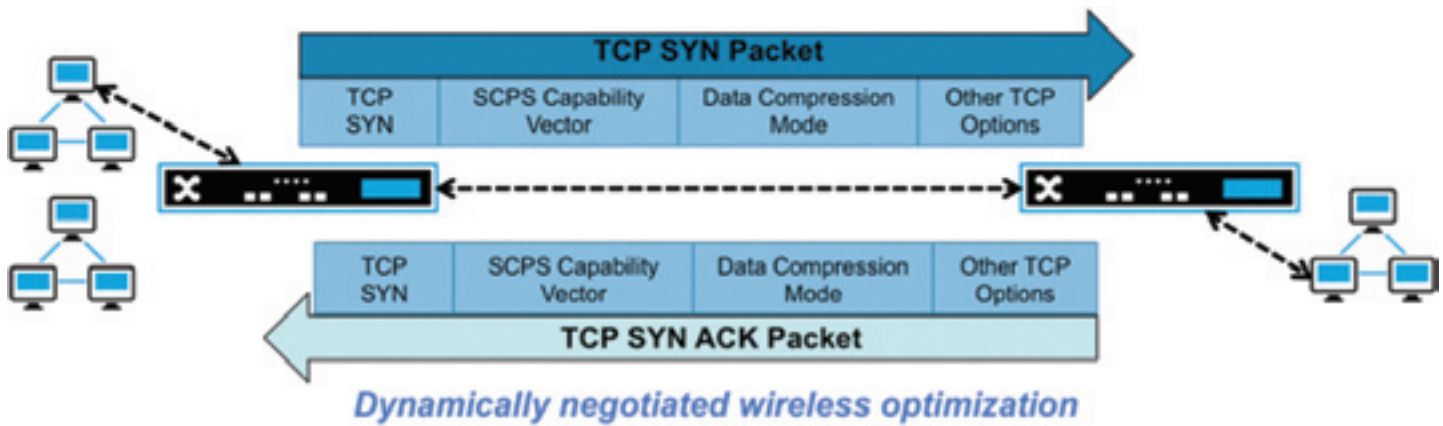 TCP SYN Packet
TCP
SYN
SCPS Capability
Vector
Data Compression
Mode
Other TCP
Options
TCP
SYN
SCPS Capability
Vector
Data Compression
Mode
Other TCP
Options
TCP SYN ACK Packet
Dynamically negotiated wireless optimization